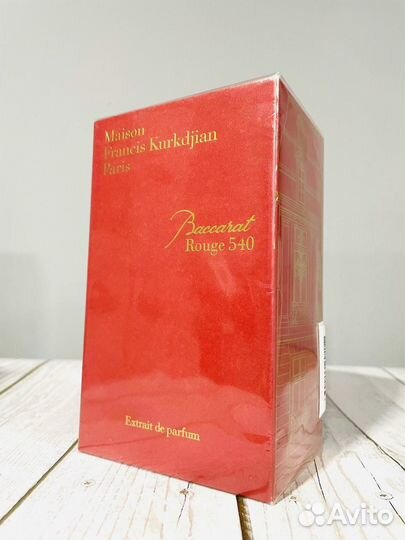 Maison
Francis Kurkdjian
Paris
Baccarat
Rouge 540
Extrait de parfum
Avito